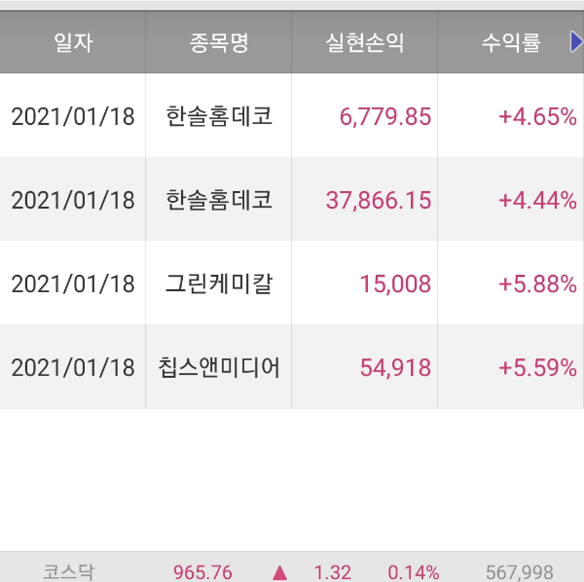 일자 종목명 실현손익 수익률
2021/01/18 한솔홈데코 6,779.85 +4.65%
2021/01/18 한솔홈데코 37,866.15 +4.44%
2021/01/18 그린케미칼 15,008 +5.88%
2021/01/18 칩스앤미디어 54,918 +5.59%
코스닥 965.76 ▲ 1.32 0.14% 567,998